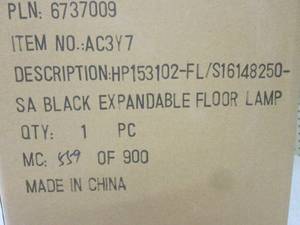 PLN: 6737009
ITEM NO.:AC3Y7
DESCRIPTION:HP153102-FL/S16148250-
SA BLACK EXPANDABLE FLOOR LAMP
QTY: 1 PC
MC: 559 OF 900
MADE IN CHINA